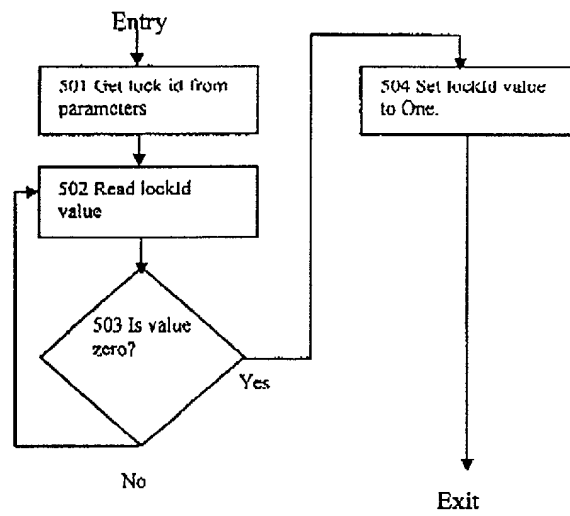 Entry
501 Get lock id from
parameters
502 Read lockId
value
503 Is value
zero?
Yes
No
504 Set lockId value
to One.
Exit